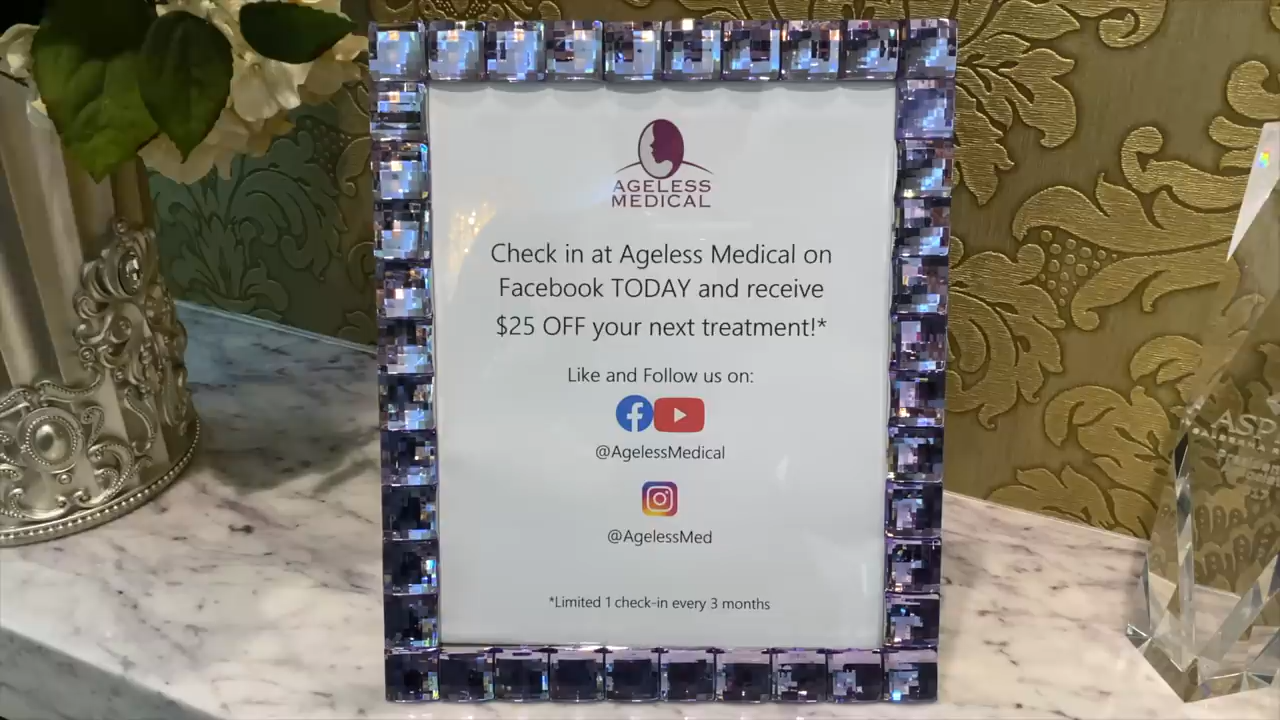 AGELESS
MEDICAL
Check in at Ageless Medical on
Facebook TODAY and receive
$25 OFF your next treatment!*
Like and Follow us on:
@AgelessMedical
@AgelessMed
*Limited 1 check-in every 3 months
ASP